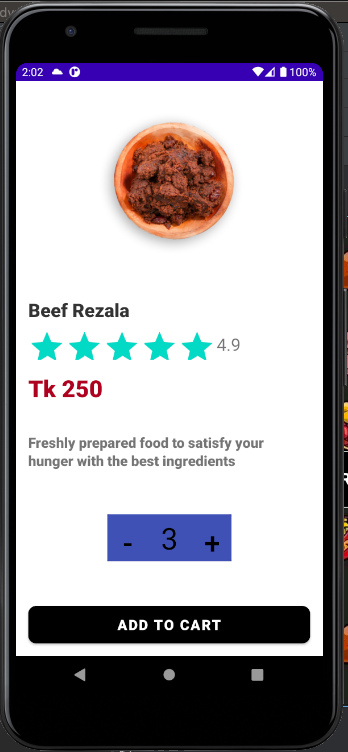 2:02 100%
Beef Rezala
4.9
Tk 250
Freshly prepared food to satisfy your
hunger with the best ingredients
- 3 +
ADD TO CART